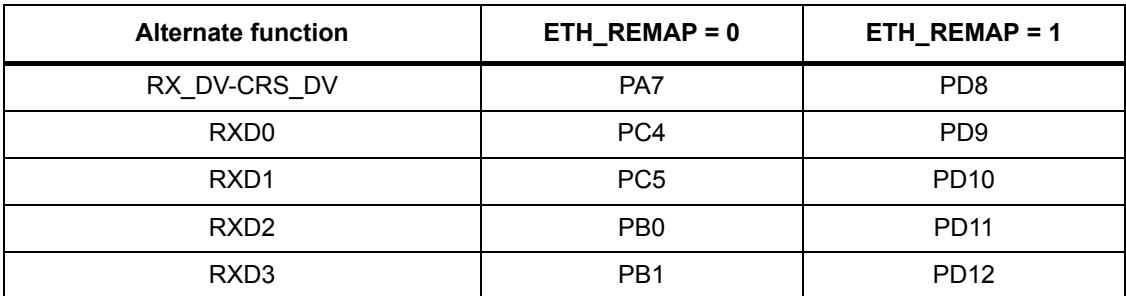 Alternate function ETH_REMAP = 0 ETH_REMAP = 1
RX_DV-CRS_DV PA7 PD8
RXD0 PC4 PD9
RXD1 PC5 PD10
RXD2 PB0 PD11
RXD3 PB1 PD12